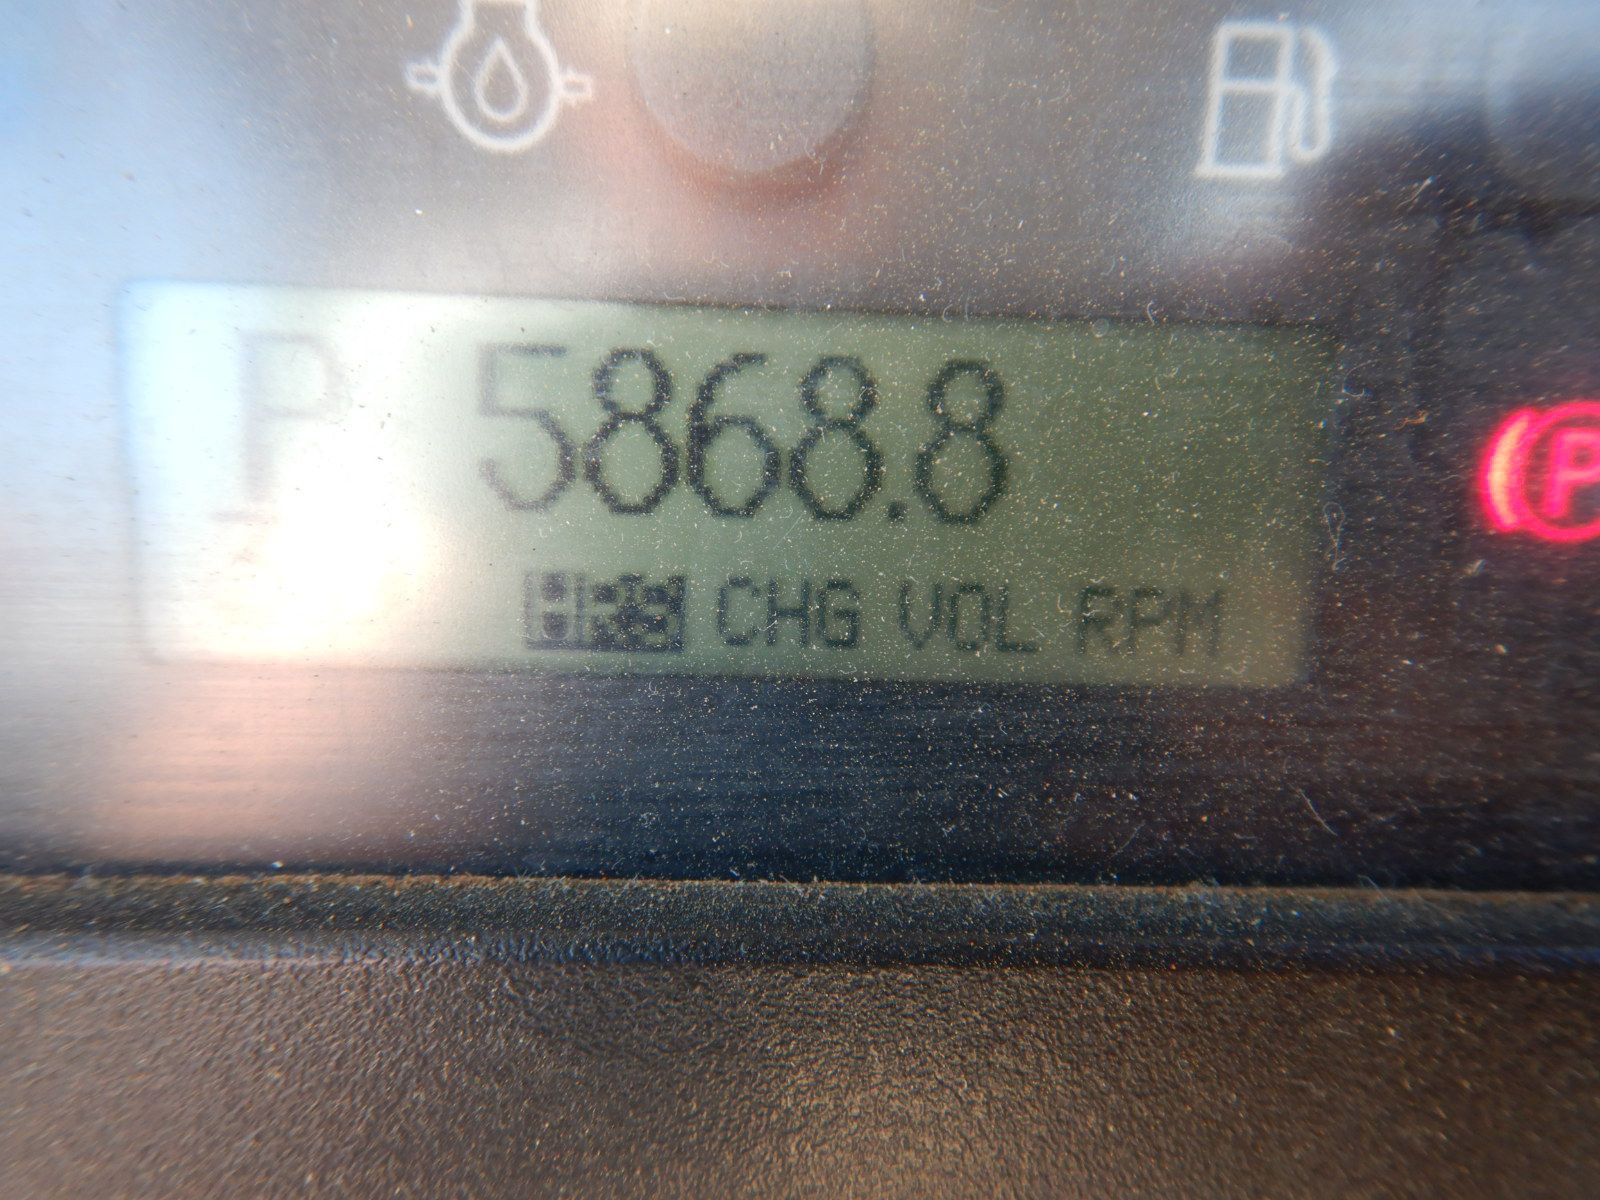 P 5868.8
HRS CHG VOL RPM
P